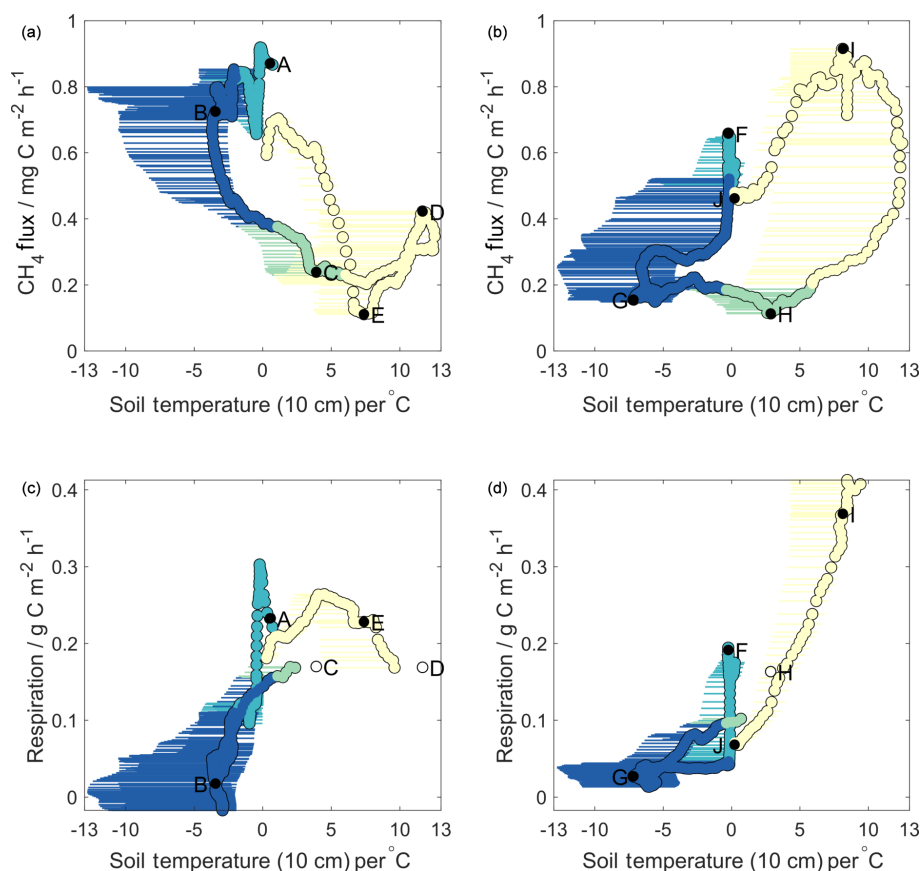 (a)
CH₄ flux / mg C m⁻² h⁻¹
1
0.8
0.6
0.4
0.2
0
A
B
C
D
E
-13
-10
-5
0
5
10
13
Soil temperature (10 cm) per °C
(b)
CH₄ flux / mg C m⁻² h⁻¹
1
0.8
0.6
0.4
0.2
0
I
F
J
G
H
-13
-10
-5
0
5
10
13
Soil temperature (10 cm) per °C
(c)
Respiration / g C m⁻² h⁻¹
0.4
0.3
0.2
0.1
0
A
E
C
D
B
-13
-10
-5
0
5
10
13
Soil temperature (10 cm) per °C
(d)
Respiration / g C m⁻² h⁻¹
0.4
0.3
0.2
0.1
0
I
F
H
J
G
-13
-10
-5
0
5
10
13
Soil temperature (10 cm) per °C